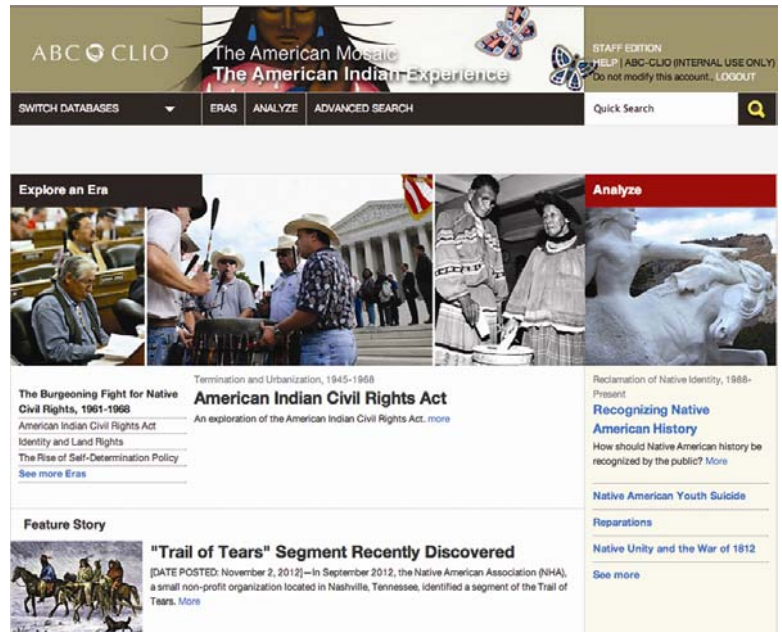 ABC CLIO
The American Mosaic
The American Indian Experience
STAFF EDITION
HELP | ABC-CLIO (INTERNAL USE ONLY)
Do not modify this account., LOGOUT
SWITCH DATABASES
ERAS
ANALYZE
ADVANCED SEARCH
Quick Search
Explore an Era
The Burgeoning Fight for Native
Civil Rights, 1961-1968
American Indian Civil Rights Act
Identity and Land Rights
The Rise of Self-Determination Policy
See more Eras
Termination and Urbanization, 1945-1968
American Indian Civil Rights Act
An exploration of the American Indian Civil Rights Act. more
Analyze
Reclamation of Native Identity, 1988-
Present
Recognizing Native
American History
How should Native American history be
recognized by the public? More
Native American Youth Suicide
Reparations
Native Unity and the War of 1812
See more
Feature Story
"Trail of Tears" Segment Recently Discovered
[DATE POSTED: November 2, 2012]—In September 2012, the Native American Association (NHA),
a small non-profit organization located in Nashville, Tennessee, identified a segment of the Trail of
Tears. More